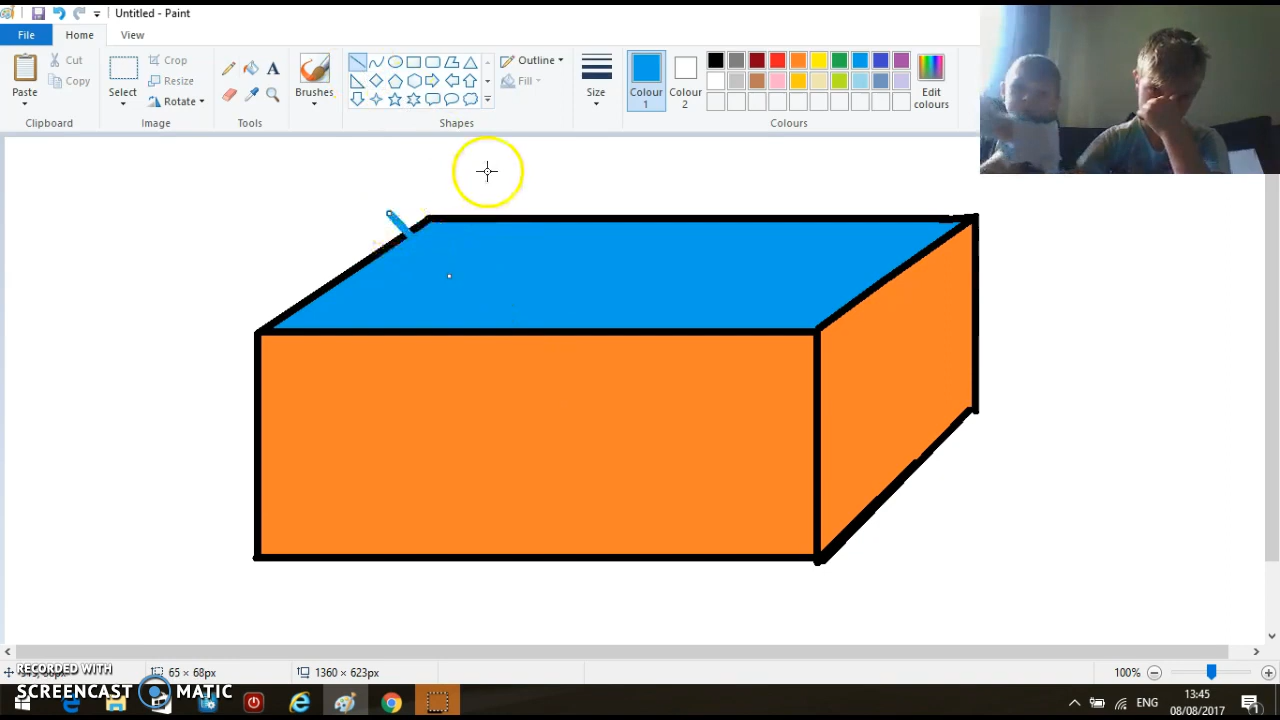 Untitled - Paint
File Home View
Paste
Cut
Copy
Clipboard
Select
Crop
Resize
Rotate
Image
A
Tools
Brushes
Outline
Fill
Shapes
Size
Colour 1
Colour 2
Edit colours
Colours
65 × 68px
1360 × 623px
100%
RECORDED WITH
SCREENCAST MATIC
ENG
13:45
08/08/2017